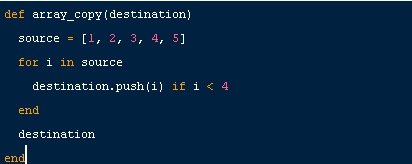 def array_copy(destination)
  source = [1, 2, 3, 4, 5]
  for i in source
    destination.push(i) if i < 4
  end
  destination
end